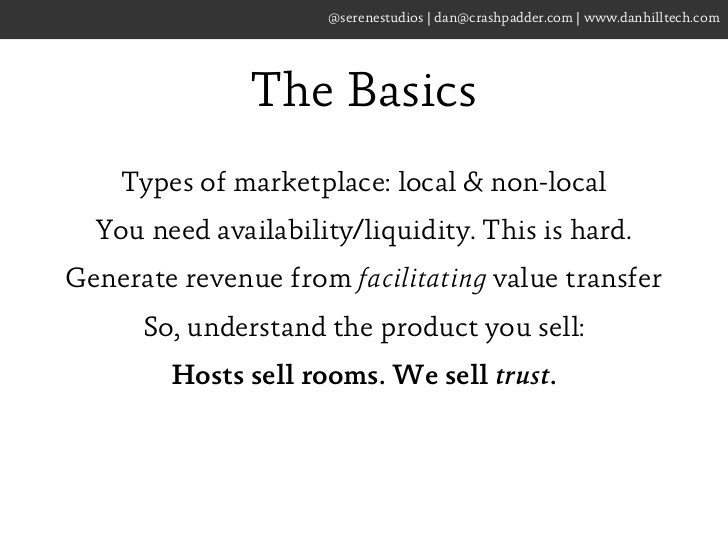 @serenestudios | dan@crashpadder.com | www.danhilltech.com
The Basics
Types of marketplace: local & non-local
You need availability/liquidity. This is hard.
Generate revenue from facilitating value transfer
So, understand the product you sell:
Hosts sell rooms. We sell trust.